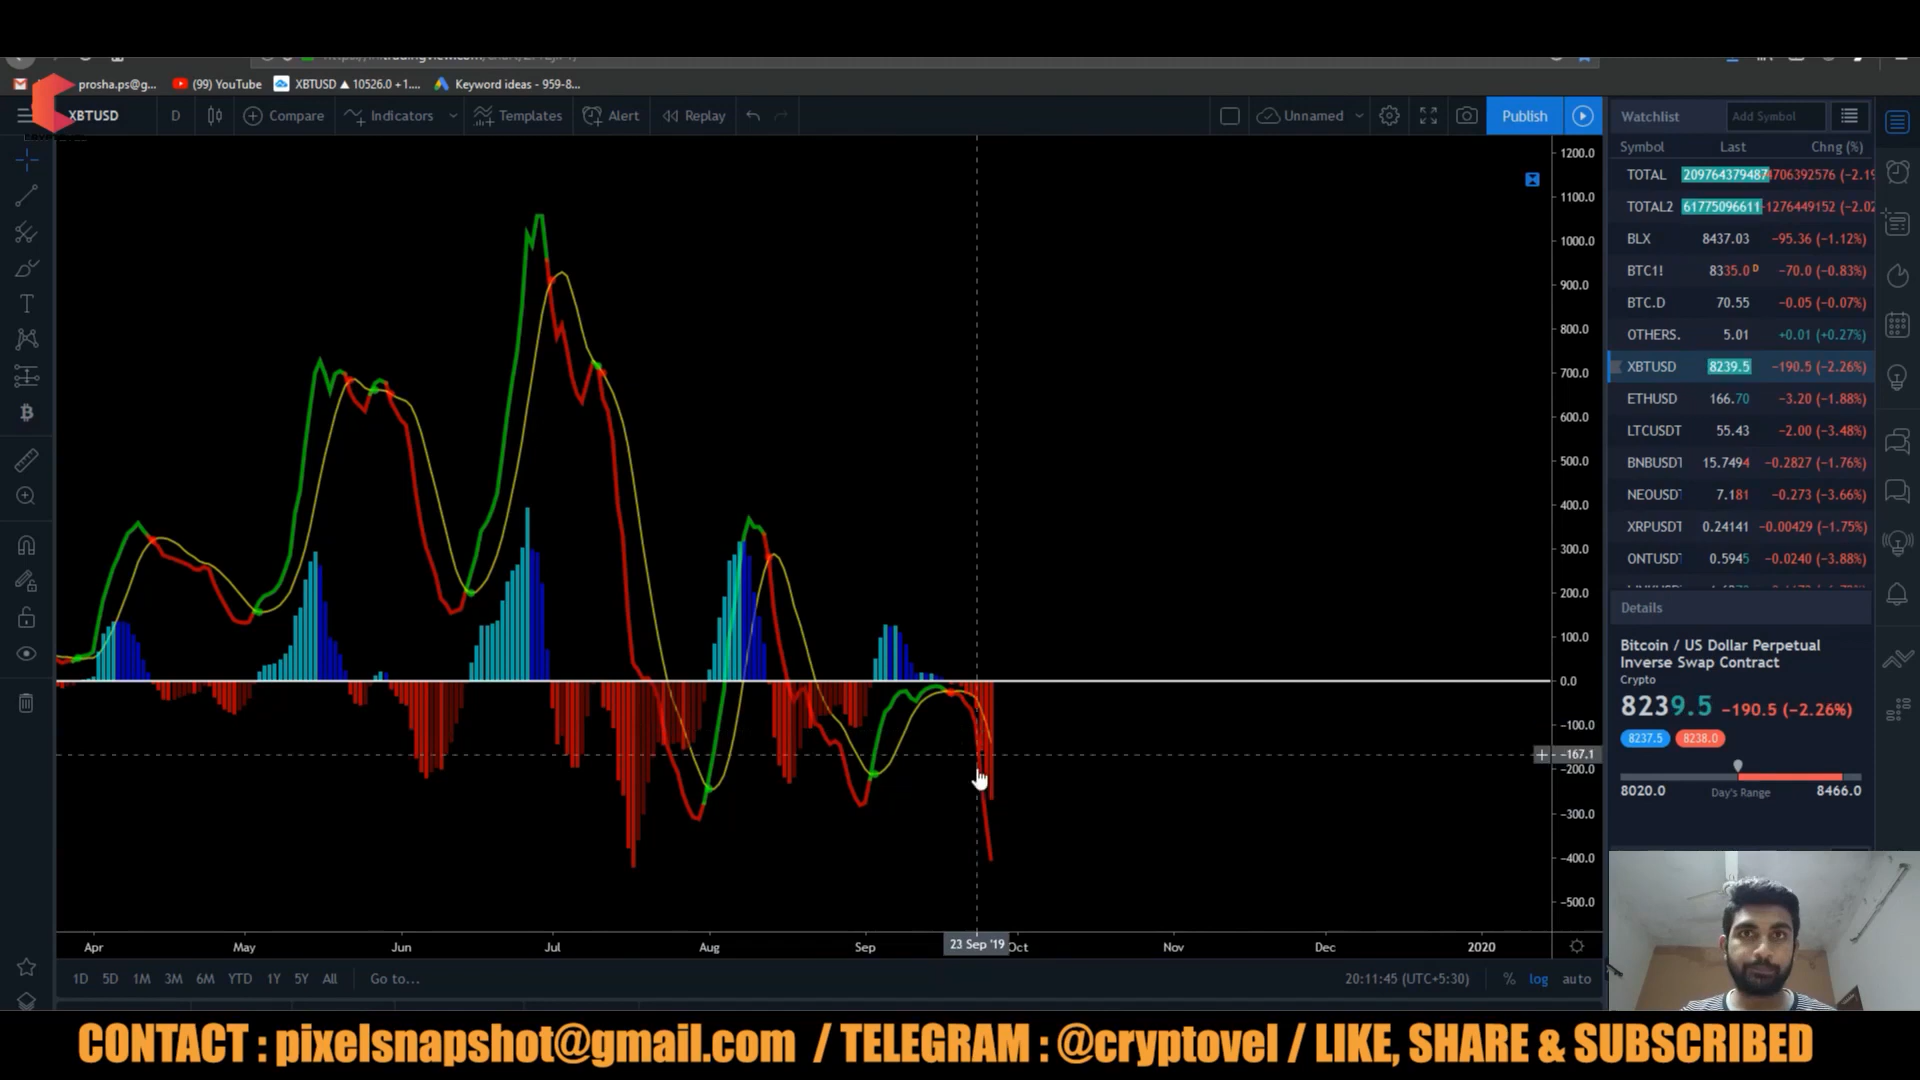 prosha.ps@g... (99) YouTube XBTUSD ▲ 10526.0 +1.... Keyword ideas - 959-8...
XBTUSD D Compare Indicators Templates Alert Replay Unnamed Publish
Watchlist Add Symbol
Symbol Last Chng (%)
TOTAL 209764379487 4706392576 (−2.19
TOTAL2 61775096611 -1276449152 (−2.02
BLX 8437.03 −95.36 (−1.12%)
BTC1! 8335.0 D −70.0 (−0.83%)
BTC.D 70.55 −0.05 (−0.07%)
OTHERS. 5.01 +0.01 (+0.27%)
XBTUSD 8239.5 −190.5 (−2.26%)
ETHUSD 166.70 −3.20 (−1.88%)
LTCUSDT 55.43 −2.00 (−3.48%)
BNBUSDT 15.7494 −0.2827 (−1.76%)
NEOUSDT 7.181 −0.273 (−3.66%)
XRPUSDT 0.24141 −0.00429 (−1.75%)
ONTUSDT 0.5945 −0.0240 (−3.88%)
Details
Bitcoin / US Dollar Perpetual
Inverse Swap Contract
Crypto
8239.5 −190.5 (−2.26%)
8237.5 8238.0
8020.0 Day's Range 8466.0
1200.0
1100.0
1000.0
900.0
800.0
700.0
600.0
500.0
400.0
300.0
200.0
100.0
0.0
−100.0
−167.1
−200.0
−300.0
−400.0
−500.0
Apr May Jun Jul Aug Sep 23 Sep '19 Oct Nov Dec 2020
1D 5D 1M 3M 6M YTD 1Y 5Y All Go to... 20:11:45 (UTC+5:30) % log auto
CONTACT : pixelsnapshot@gmail.com / TELEGRAM : @cryptovel / LIKE, SHARE & SUBSCRIBED